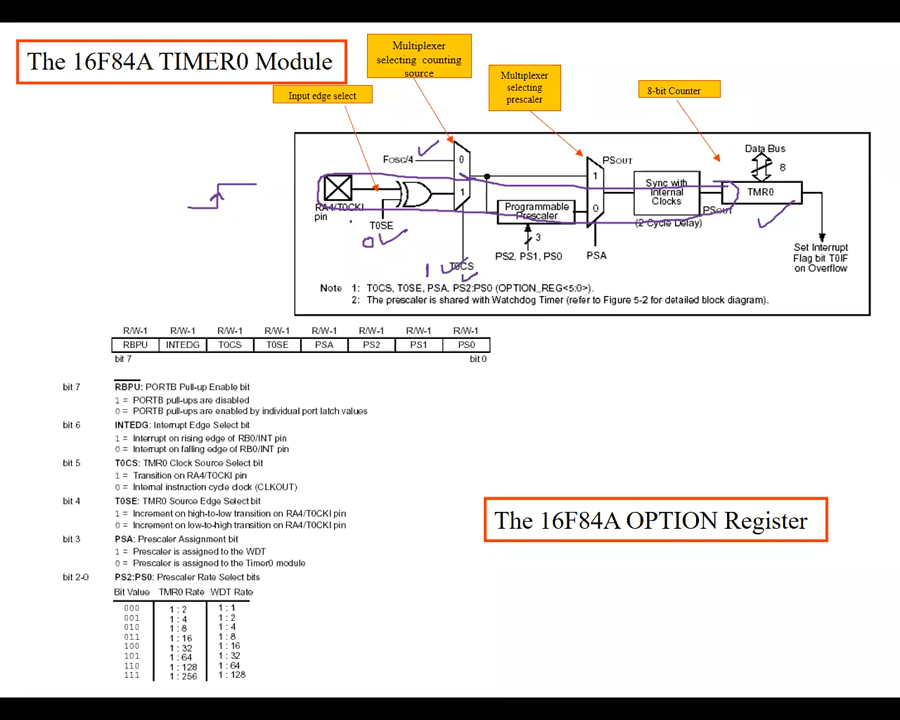 The 16F84A TIMER0 Module
Multiplexer
selecting counting
source
Input edge select
Multiplexer
selecting
prescaler
8-bit Counter
Data Bus
8
FOSC/4
0
1
PSOUT
1
0
Sync with
Internal
Clocks
TMR0
PSOUT
(2 Cycle Delay)
RA4/T0CKI
pin
T0SE
0
Programmable
Prescaler
3
PS2, PS1, PS0
PSA
1
T0CS
Set Interrupt
Flag bit T0IF
on Overflow
Note 1: T0CS, T0SE, PSA, PS2:PS0 (OPTION_REG<5:0>).
2: The prescaler is shared with Watchdog Timer (refer to Figure 5-2 for detailed block diagram).
R/W-1 R/W-1 R/W-1 R/W-1 R/W-1 R/W-1 R/W-1 R/W-1
RBPU INTEDG T0CS T0SE PSA PS2 PS1 PS0
bit 7 bit 0
bit 7 RBPU: PORTB Pull-up Enable bit
1 = PORTB pull-ups are disabled
0 = PORTB pull-ups are enabled by individual port latch values
bit 6 INTEDG: Interrupt Edge Select bit
1 = Interrupt on rising edge of RB0/INT pin
0 = Interrupt on falling edge of RB0/INT pin
bit 5 T0CS: TMR0 Clock Source Select bit
1 = Transition on RA4/T0CKI pin
0 = Internal instruction cycle clock (CLKOUT)
bit 4 T0SE: TMR0 Source Edge Select bit
1 = Increment on high-to-low transition on RA4/T0CKI pin
0 = Increment on low-to-high transition on RA4/T0CKI pin
bit 3 PSA: Prescaler Assignment bit
1 = Prescaler is assigned to the WDT
0 = Prescaler is assigned to the Timer0 module
bit 2-0 PS2:PS0: Prescaler Rate Select bits
Bit Value TMR0 Rate WDT Rate
000 1 : 2 1 : 1
001 1 : 4 1 : 2
010 1 : 8 1 : 4
011 1 : 16 1 : 8
100 1 : 32 1 : 16
101 1 : 64 1 : 32
110 1 : 128 1 : 64
111 1 : 256 1 : 128
The 16F84A OPTION Register